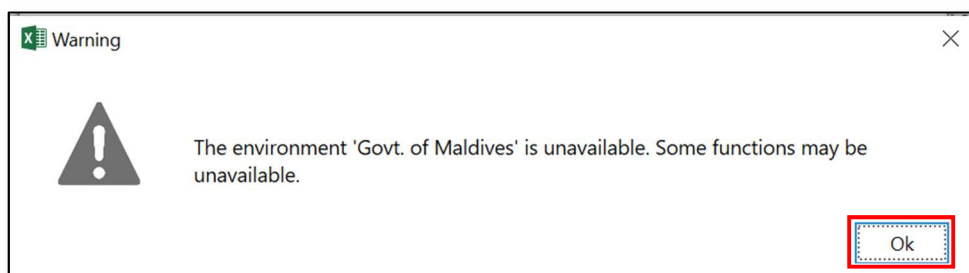 Warning
The environment 'Govt. of Maldives' is unavailable. Some functions may be
unavailable.
Ok